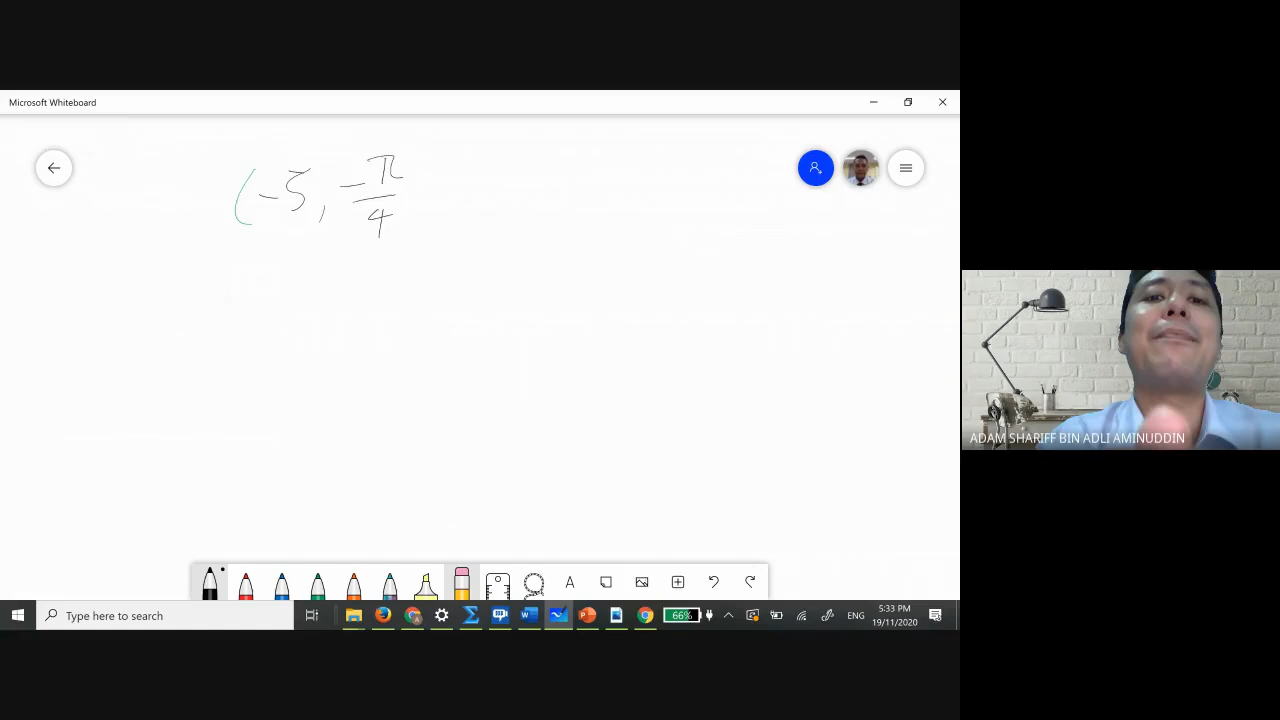 Microsoft Whiteboard
(-5, -π/4
ADAM SHARIFF BIN ADLI AMINUDDIN
A
Type here to search
66%
ENG
5:33 PM
19/11/2020